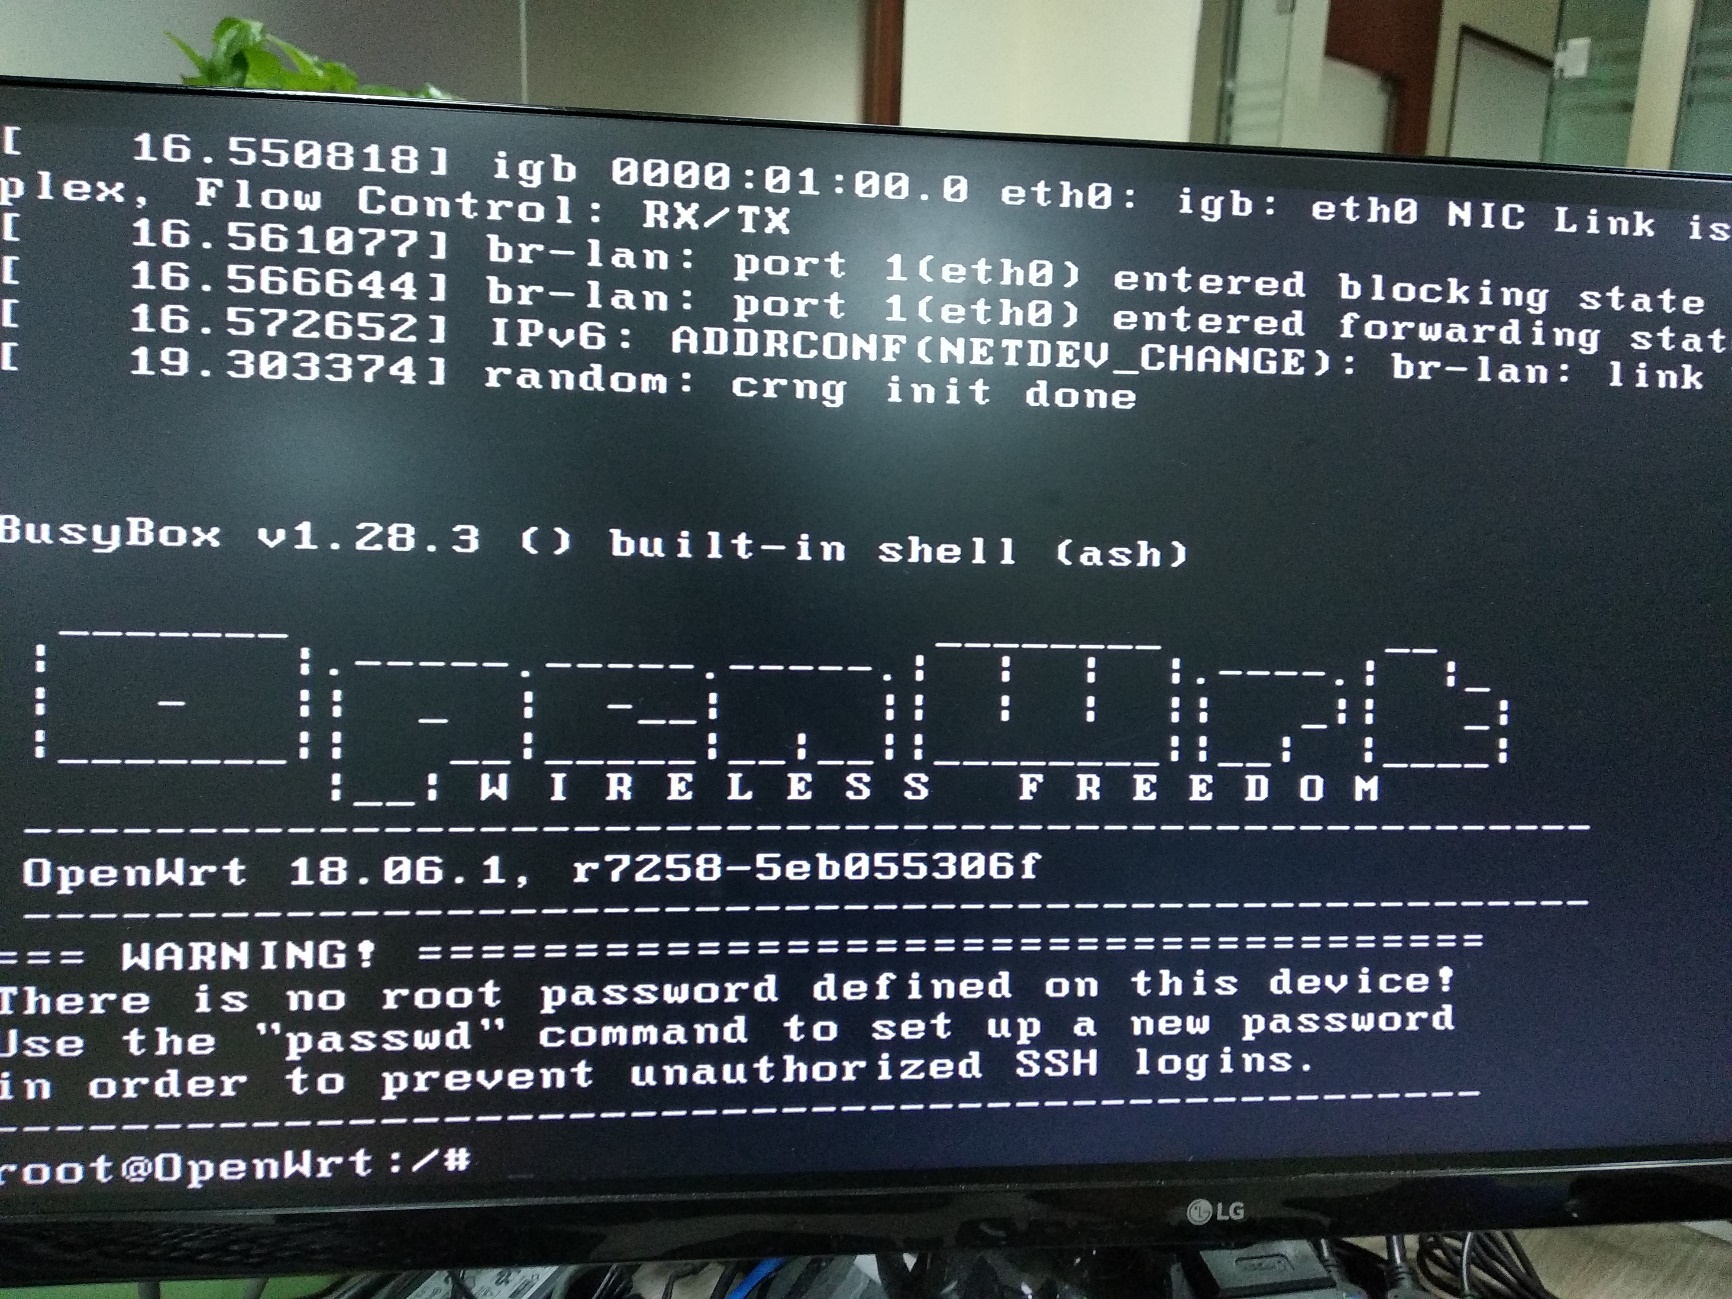 [    16.550818] igb 0000:01:00.0 eth0: igb: eth0 NIC Link is
plex, Flow Control: RX/TX
[    16.561077] br-lan: port 1(eth0) entered blocking state
[    16.566644] br-lan: port 1(eth0) entered forwarding stat
[    16.572652] IPv6: ADDRCONF(NETDEV_CHANGE): br-lan: link
[    19.303374] random: crng init done
BusyBox v1.28.3 () built-in shell (ash)
W I R E L E S S   F R E E D O M
OpenWrt 18.06.1, r7258-5eb055306f
=== WARNING! =====================================
There is no root password defined on this device!
Use the "passwd" command to set up a new password
in order to prevent unauthorized SSH logins.
root@OpenWrt:/#
LG